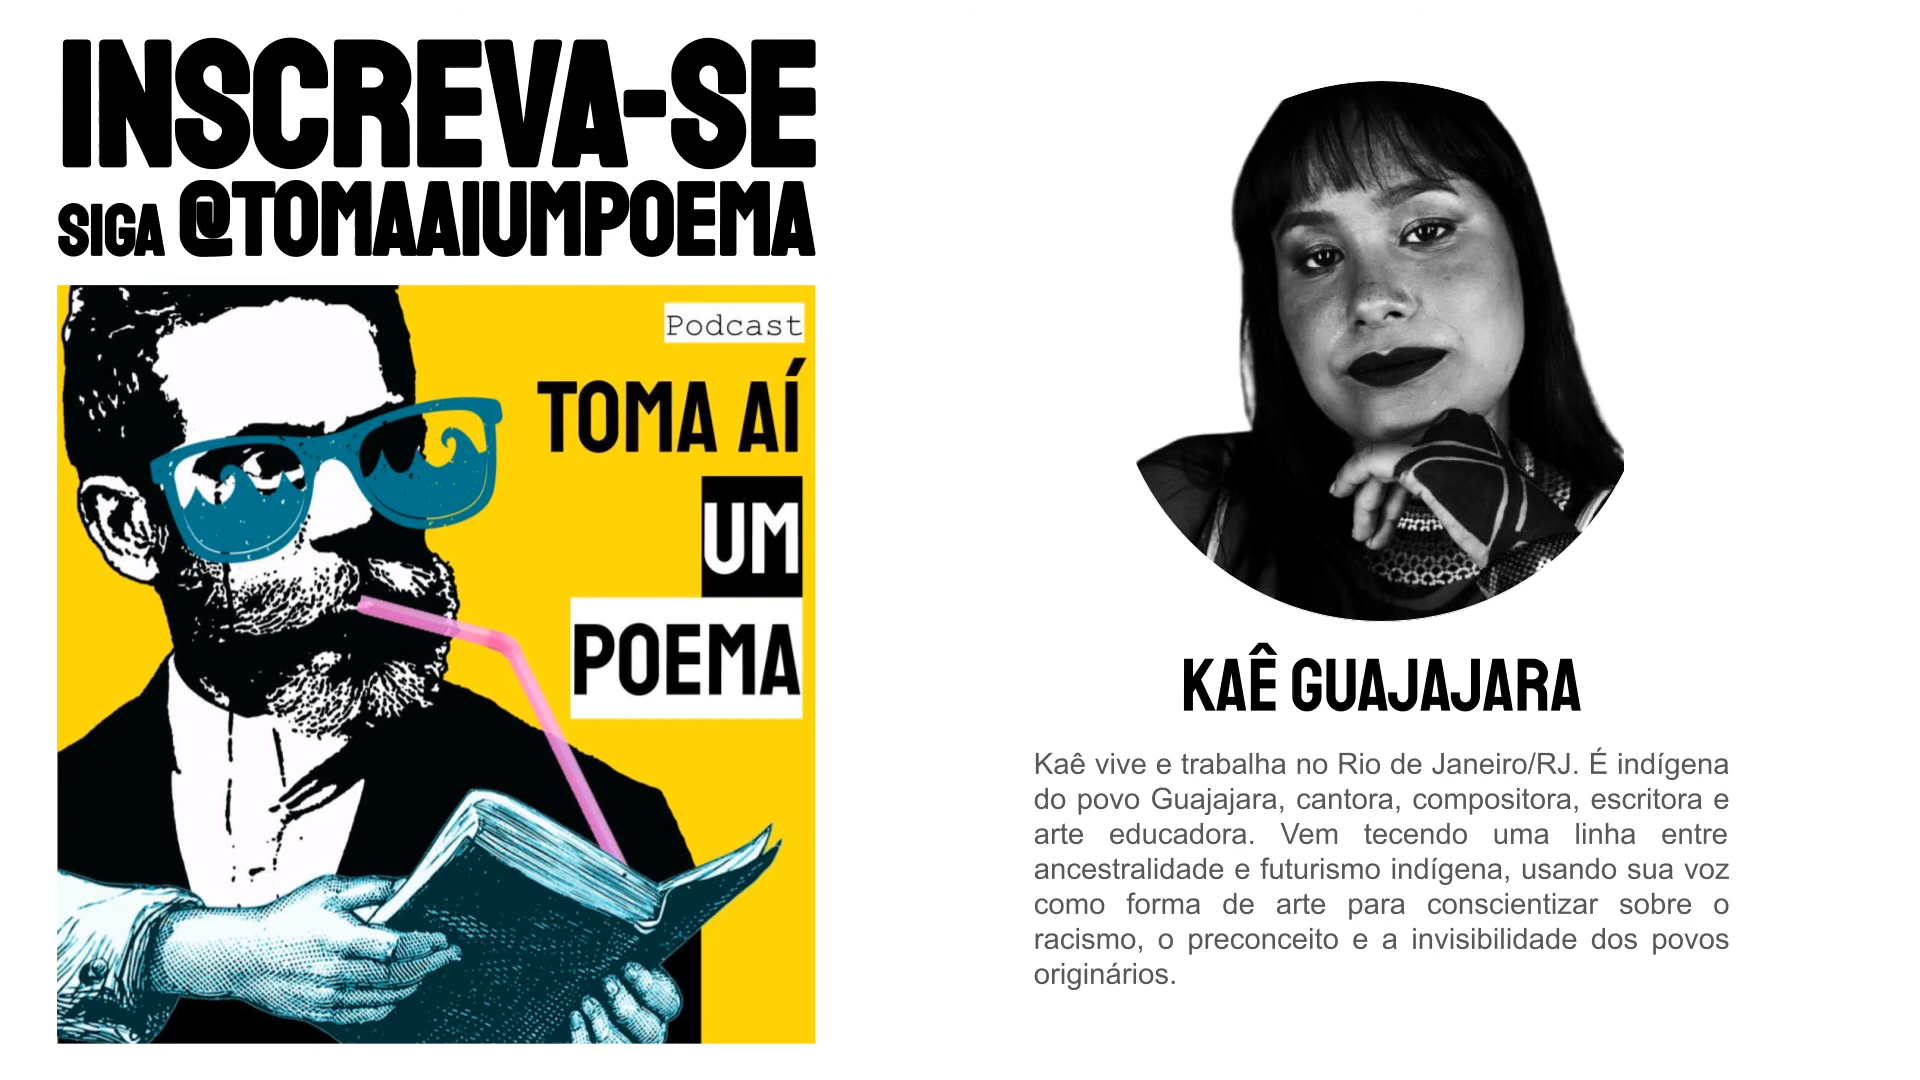 INSCREVA-SE
SIGA @TOMAAIUMPOEMA
Podcast
TOMA AÍ
UM
POEMA
KAÊ GUAJAJARA
Kaê vive e trabalha no Rio de Janeiro/RJ. É indígena
do povo Guajajara, cantora, compositora, escritora e
arte educadora. Vem tecendo uma linha entre
ancestralidade e futurismo indígena, usando sua voz
como forma de arte para conscientizar sobre o
racismo, o preconceito e a invisibilidade dos povos
originários.